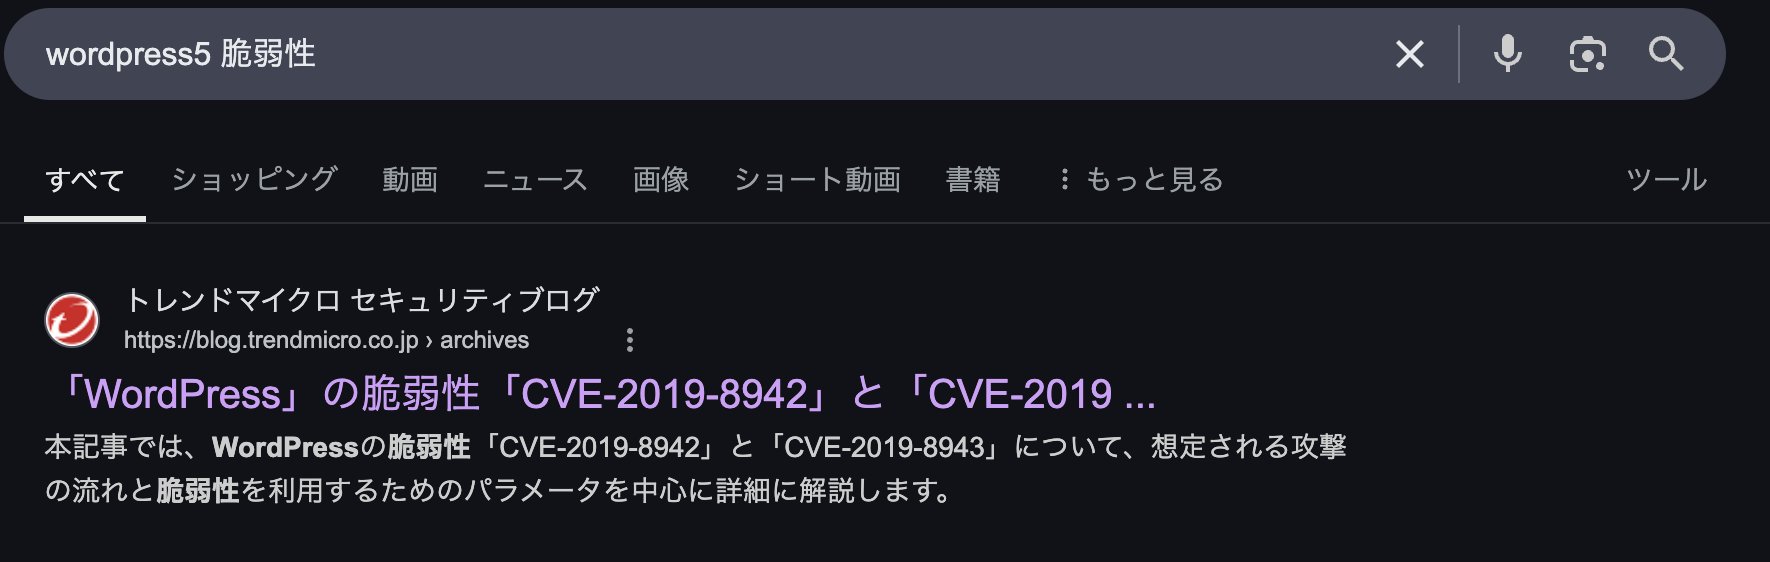 wordpress5 脆弱性
すべて ショッピング 動画 ニュース 画像 ショート動画 書籍 もっと見る ツール
トレンドマイクロ セキュリティブログ
https://blog.trendmicro.co.jp › archives
「WordPress」の脆弱性「CVE-2019-8942」と「CVE-2019 ...
本記事では、WordPressの脆弱性「CVE-2019-8942」と「CVE-2019-8943」について、想定される攻撃
の流れと脆弱性を利用するためのパラメータを中心に詳細に解説します。